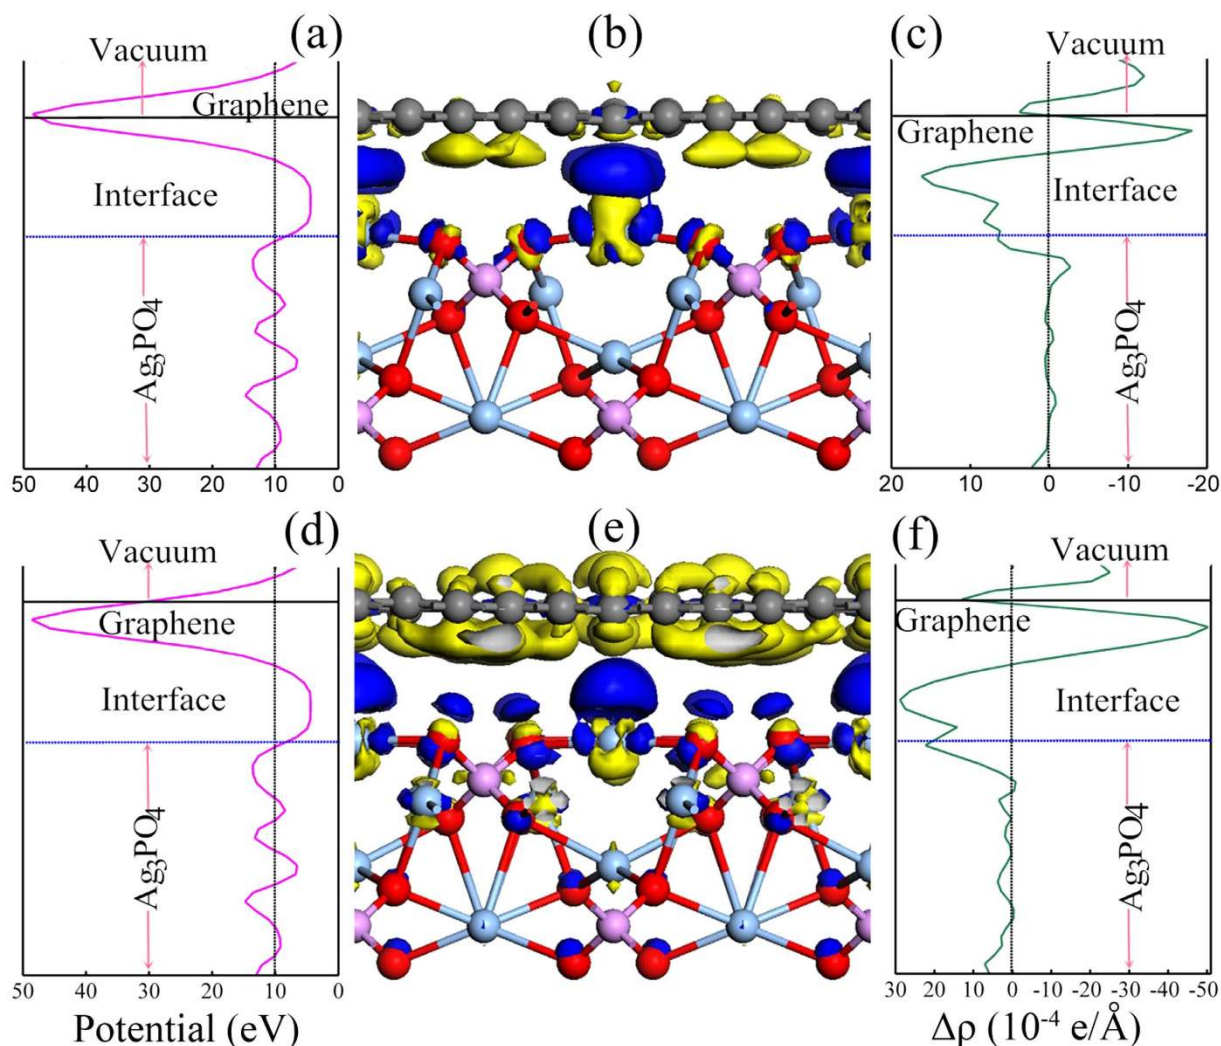 (a)
Vacuum
Graphene
Interface
Ag₃PO₄
50 40 30 20 10 0
(b)
(c)
Vacuum
Graphene
Interface
Ag₃PO₄
20 10 0 -10 -20
(d)
Vacuum
Graphene
Interface
Ag₃PO₄
50 40 30 20 10 0
Potential (eV)
(e)
(f)
Vacuum
Graphene
Interface
Ag₃PO₄
30 20 10 0 -10 -20 -30 -40 -50
Δρ (10⁻⁴ e/Å)